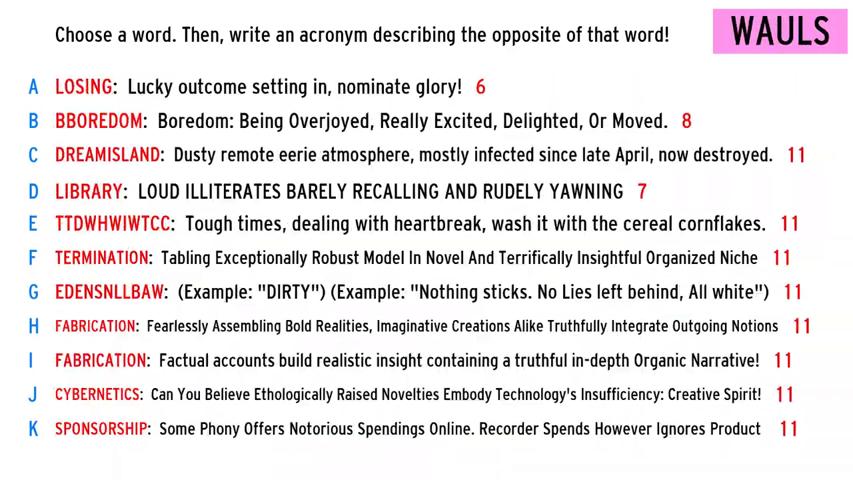 Choose a word. Then, write an acronym describing the opposite of that word!
WAULS
A LOSING: Lucky outcome setting in, nominate glory! 6
B BBOREDOM: Boredom: Being Overjoyed, Really Excited, Delighted, Or Moved. 8
C DREAMISLAND: Dusty remote eerie atmosphere, mostly infected since late April, now destroyed. 11
D LIBRARY: LOUD ILLITERATES BARELY RECALLING AND RUDELY YAWNING 7
E TTDWHWIWTCC: Tough times, dealing with heartbreak, wash it with the cereal cornflakes. 11
F TERMINATION: Tabling Exceptionally Robust Model In Novel And Terrifically Insightful Organized Niche 11
G EDENSNLLBAW: (Example: "DIRTY") (Example: "Nothing sticks. No Lies left behind, All white") 11
H FABRICATION: Fearlessly Assembling Bold Realities, Imaginative Creations Alike Truthfully Integrate Outgoing Notions 11
I FABRICATION: Factual accounts build realistic insight containing a truthful in-depth Organic Narrative! 11
J CYBERNETICS: Can You Believe Ethologically Raised Novelties Embody Technology's Insufficiency: Creative Spirit! 11
K SPONSORSHIP: Some Phony Offers Notorious Spendings Online. Recorder Spends However Ignores Product 11